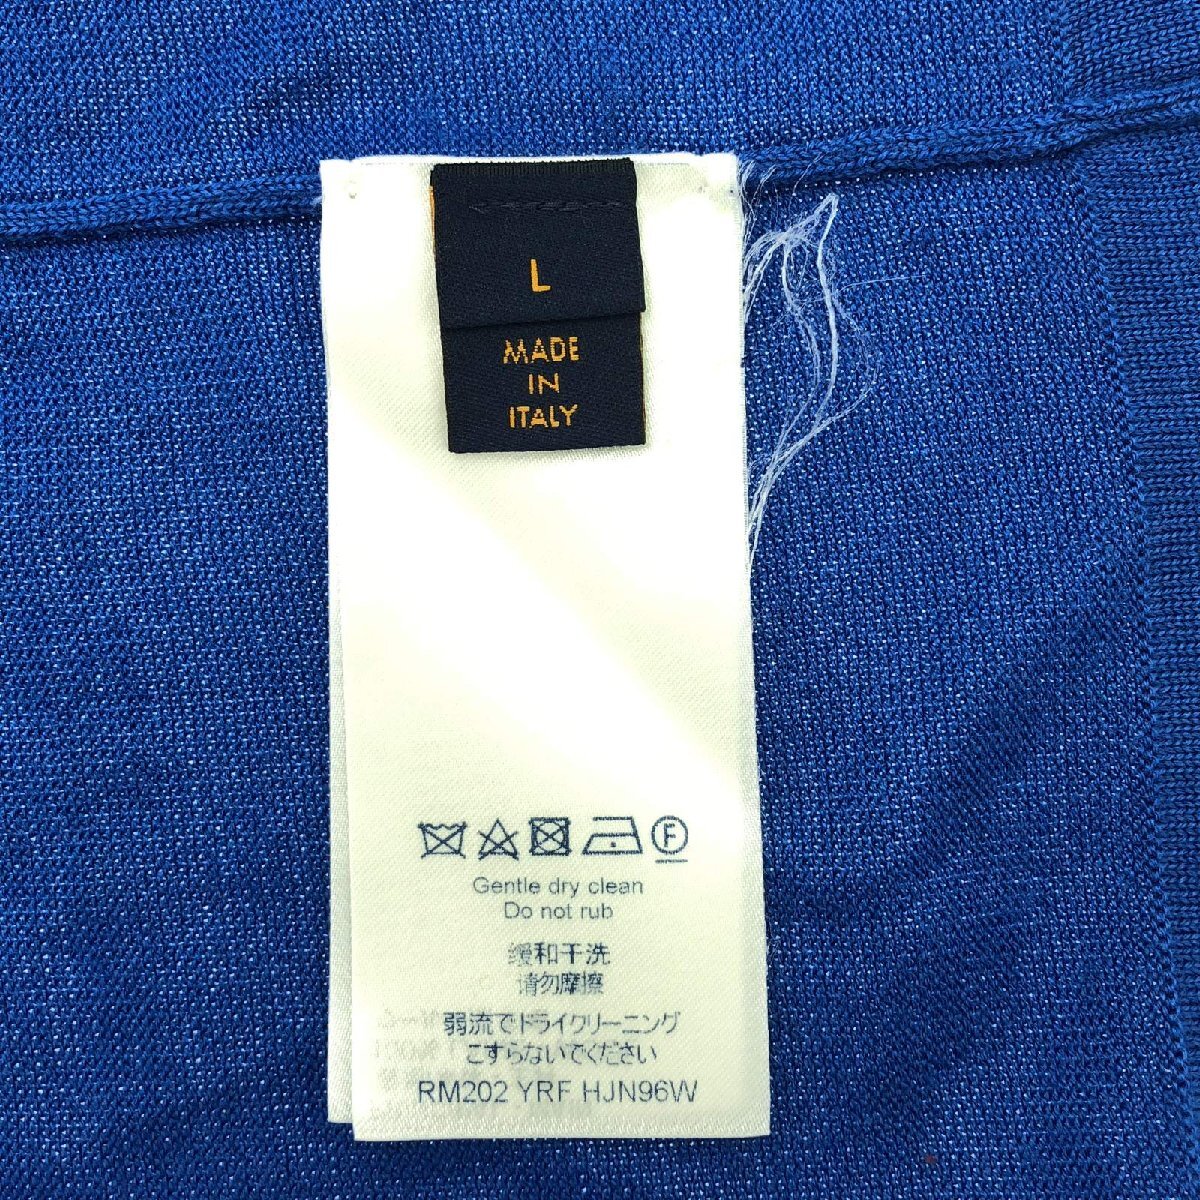 L
MADE
IN
ITALY
F
Gentle dry clean
Do not rub
缓和干洗
请勿摩擦
弱流でドライクリーニング
こすらないでください
RM202 YRF HJN96W